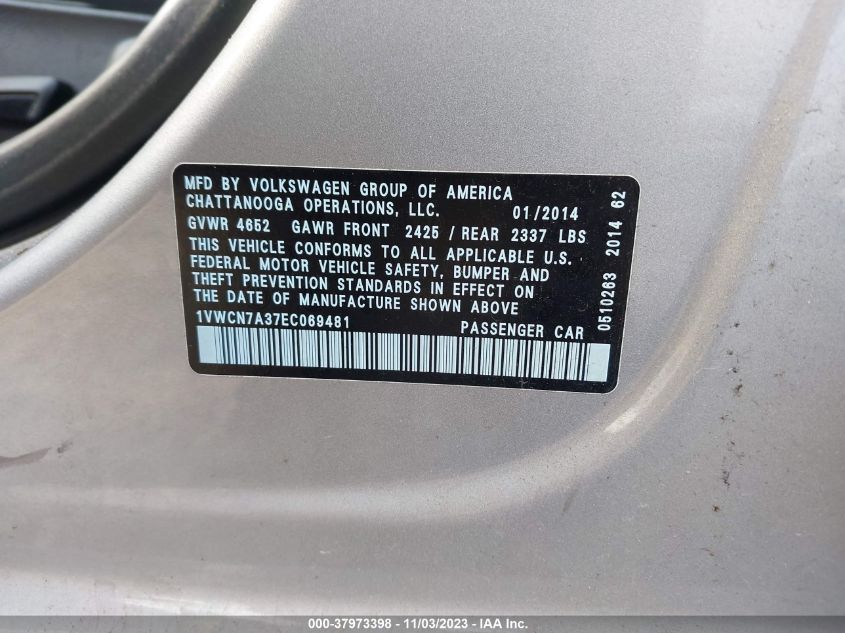 MFD BY VOLKSWAGEN GROUP OF AMERICA
CHATTANOOGA OPERATIONS, LLC. 01/2014
GVWR 4652 GAWR FRONT 2425 / REAR 2337 LBS
THIS VEHICLE CONFORMS TO ALL APPLICABLE U.S.
FEDERAL MOTOR VEHICLE SAFETY, BUMPER AND
THEFT PREVENTION STANDARDS IN EFFECT ON
THE DATE OF MANUFACTURE SHOWN ABOVE
1VWCN7A37EC069481 PASSENGER CAR
0510263 2014 62
000-37973398 - 11/03/2023 - IAA Inc.